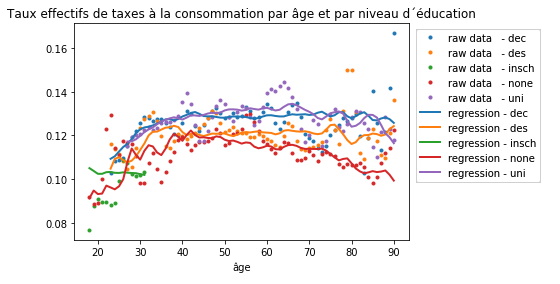 Taux effectifs de taxes à la consommation par âge et par niveau d´éducation
0.16
0.14
0.12
0.10
0.08
20 30 40 50 60 70 80 90
âge
raw data - dec
raw data - des
raw data - insch
raw data - none
raw data - uni
regression - dec
regression - des
regression - insch
regression - none
regression - uni